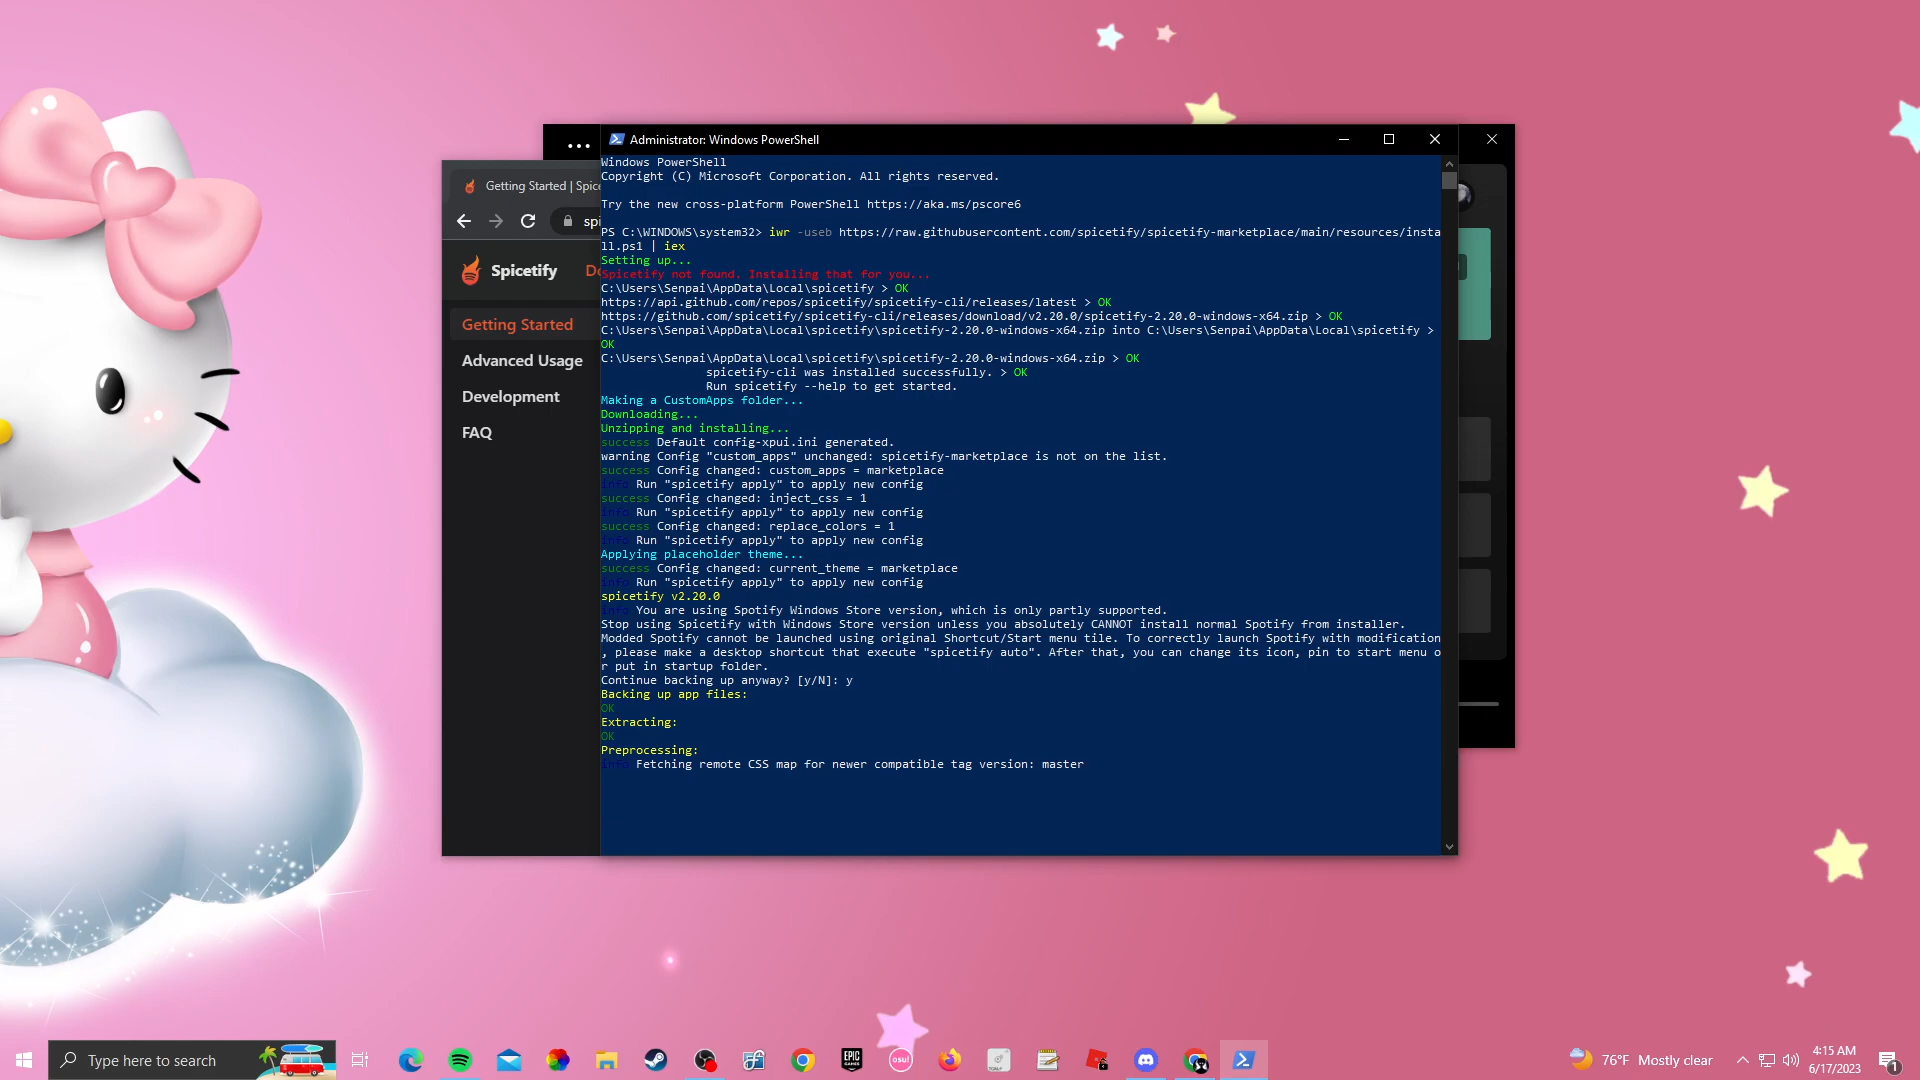 Administrator: Windows PowerShell
Getting Started | Spice
spi
Spicetify
Do
Getting Started
Advanced Usage
Development
FAQ
Windows PowerShell
Copyright (C) Microsoft Corporation. All rights reserved.
Try the new cross-platform PowerShell https://aka.ms/pscore6
PS C:\WINDOWS\system32> iwr -useb https://raw.githubusercontent.com/spicetify/spicetify-marketplace/main/resources/insta
ll.ps1 | iex
Setting up...
Spicetify not found. Installing that for you...
C:\Users\Senpai\AppData\Local\spicetify > OK
https://api.github.com/repos/spicetify/spicetify-cli/releases/latest > OK
https://github.com/spicetify/spicetify-cli/releases/download/v2.20.0/spicetify-2.20.0-windows-x64.zip > OK
C:\Users\Senpai\AppData\Local\spicetify\spicetify-2.20.0-windows-x64.zip into C:\Users\Senpai\AppData\Local\spicetify >
OK
C:\Users\Senpai\AppData\Local\spicetify\spicetify-2.20.0-windows-x64.zip > OK
spicetify-cli was installed successfully. > OK
Run spicetify --help to get started.
Making a CustomApps folder...
Downloading...
Unzipping and installing...
success Default config-xpui.ini generated.
warning Config "custom_apps" unchanged: spicetify-marketplace is not on the list.
success Config changed: custom_apps = marketplace
info Run "spicetify apply" to apply new config
success Config changed: inject_css = 1
info Run "spicetify apply" to apply new config
success Config changed: replace_colors = 1
info Run "spicetify apply" to apply new config
Applying placeholder theme...
success Config changed: current_theme = marketplace
info Run "spicetify apply" to apply new config
spicetify v2.20.0
info You are using Spotify Windows Store version, which is only partly supported.
Stop using Spicetify with Windows Store version unless you absolutely CANNOT install normal Spotify from installer.
Modded Spotify cannot be launched using original Shortcut/Start menu tile. To correctly launch Spotify with modification
, please make a desktop shortcut that execute "spicetify auto". After that, you can change its icon, pin to start menu o
r put in startup folder.
Continue backing up anyway? [y/N]: y
Backing up app files:
OK
Extracting:
OK
Preprocessing:
info Fetching remote CSS map for newer compatible tag version: master
Type here to search
EPIC GAMES
osu!
76°F Mostly clear
4:15 AM
6/17/2023
1